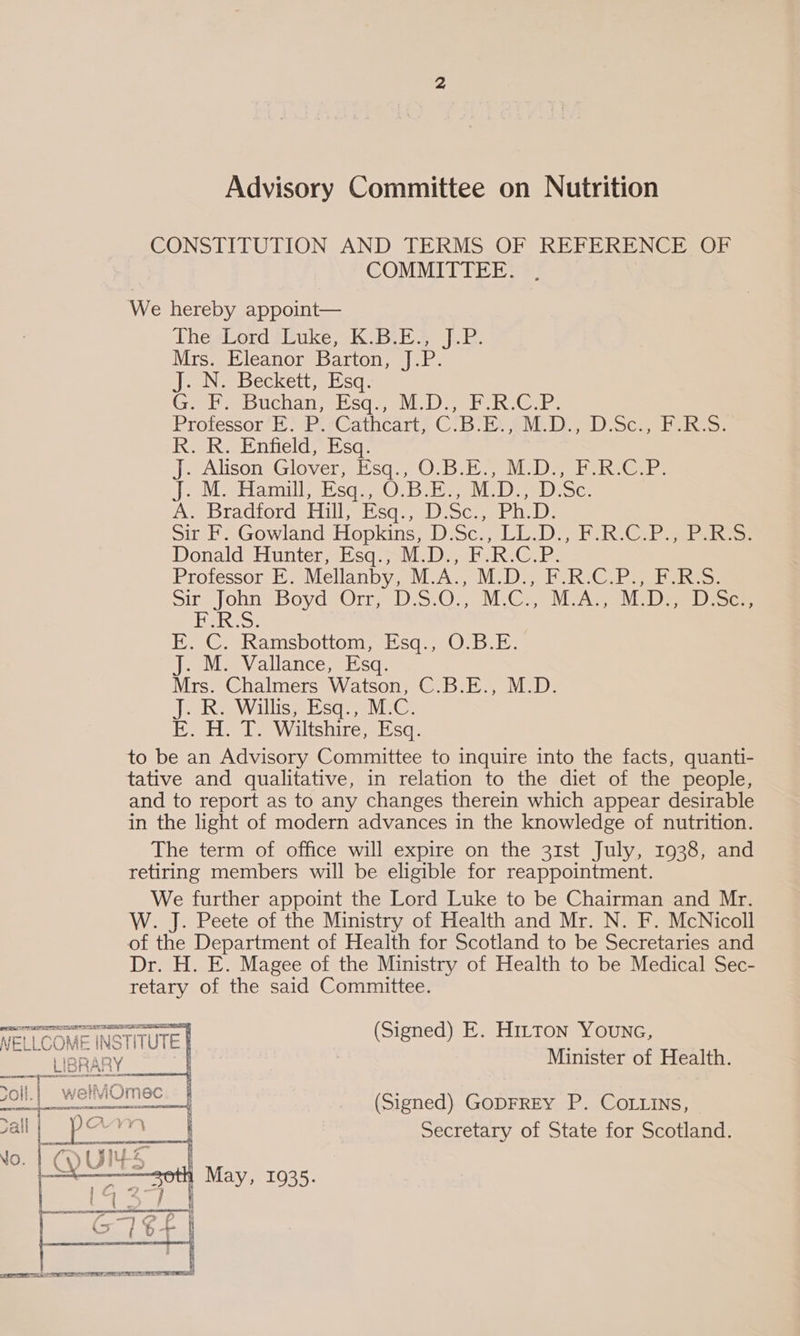 2
Advisory Committee on Nutrition
CONSTITUTION AND TERMS OF REFERENCE OF
COMMITTEE.
We hereby appoint—
The Lord Luke, K.B.E., J.P.
Mrs. Eleanor Barton, J.P.
J. N. Beckett, Esq.
G. F. Buchan, Esq., M.D., F.R.C.P.
Professor E. P. Cathcart, C.B.E., M.D., D.Sc., F.R.S.
R. R. Enfield, Esq.
J. Alison Glover, Esq., O.B.E., M.D., F.R.C.P.
J. M. Hamill, Esq., O.B.E., M.D., D.Sc.
A. Bradford Hill, Esq., D.Sc., Ph.D.
Sir F. Gowland Hopkins, D.Sc., LL.D., F.R.C.P., P.R.S.
Donald Hunter, Esq., M.D., F.R.C.P.
Professor E. Mellanby, M.A., M.D., F.R.C.P., F.R.S.
Sir John Boyd Orr, D.S.O., M.C., M.A., M.D., D.Sc.,
F.R.S.
E. C. Ramsbottom, Esq., O.B.E.
J. M. Vallance, Esq.
Mrs. Chalmers Watson, C.B.E., M.D.
J. R. Willis, Esq., M.C.
E. H. T. Wiltshire, Esq.
to be an Advisory Committee to inquire into the facts, quanti-
tative and qualitative, in relation to the diet of the people,
and to report as to any changes therein which appear desirable
in the light of modern advances in the knowledge of nutrition.
The term of office will expire on the 31st July, 1938, and
retiring members will be eligible for reappointment.
We further appoint the Lord Luke to be Chairman and Mr.
W. J. Peete of the Ministry of Health and Mr. N. F. McNicoll
of the Department of Health for Scotland to be Secretaries and
Dr. H. E. Magee of the Ministry of Health to be Medical Sec-
retary of the said Committee.
(Signed) E. HILTON YOUNG,
Minister of Health.
(Signed) GODFREY P. COLLINS,
Secretary of State for Scotland.
30th May, 1935.
WELLCOME INSTITUTE
LIBRARY
Coll. welMOmec
Call pam
No. QU145
1937
G78f